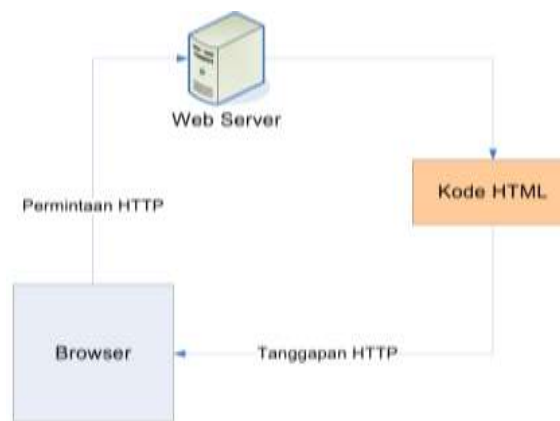 Web Server
Kode HTML
Permintaan HTTP
Browser
Tanggapan HTTP